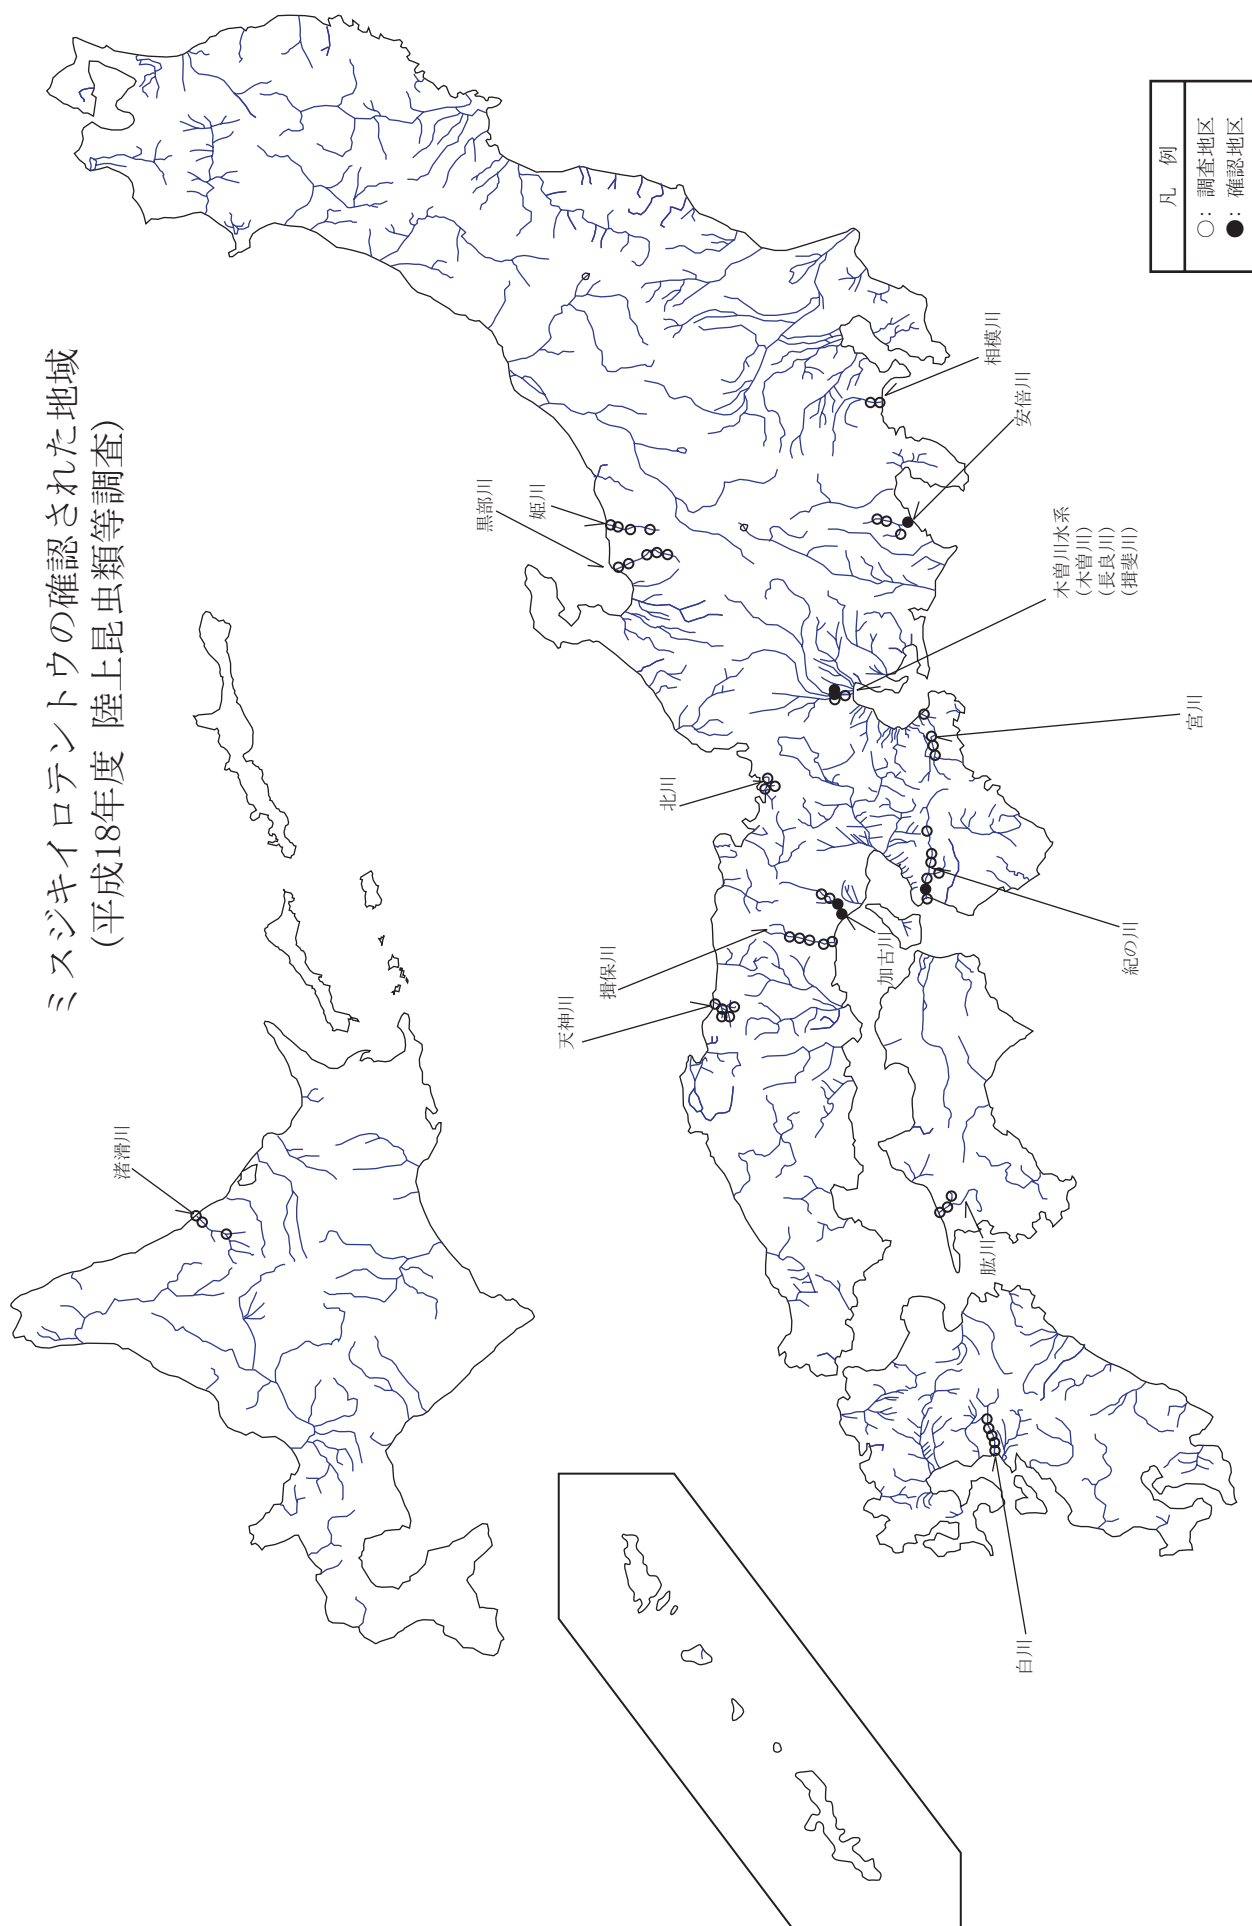 ミスジキイロテントウの確認された地域
(平成18年度 陸上昆虫類等調査)
渚滑川
黒部川
姫川
北川
揖保川
天神川
相模川
安倍川
木曽川水系
(木曽川)
(長良川)
(揖斐川)
宮川
紀の川
加古川
肱川
白川
凡 例
○：調査地区
●：確認地区